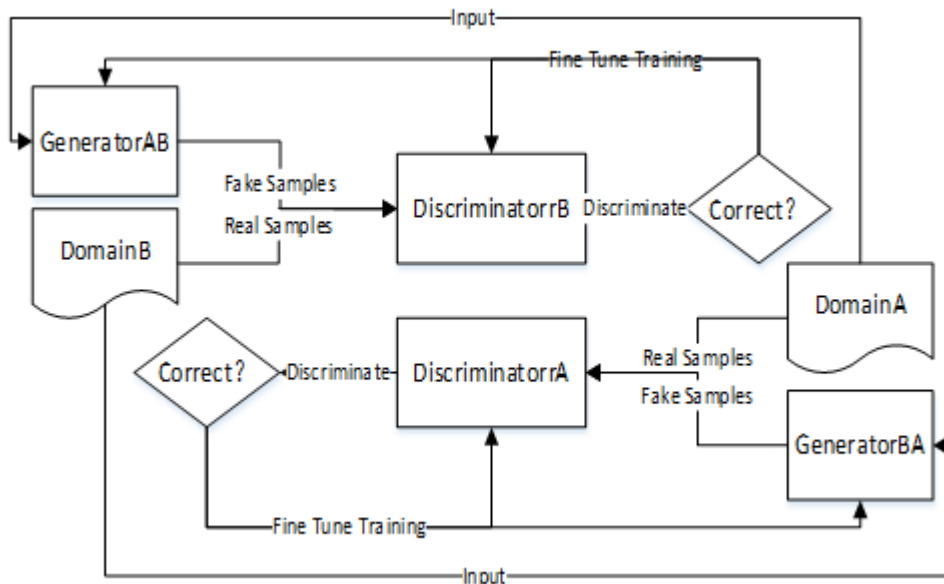 Input
Fine Tune Training
GeneratorAB
Fake Samples
DiscriminatorrB
Discriminate
Correct?
Real Samples
DomainB
DomainA
Correct?
Discriminate
DiscriminatorrA
Real Samples
Fake Samples
GeneratorBA
Fine Tune Training
Input